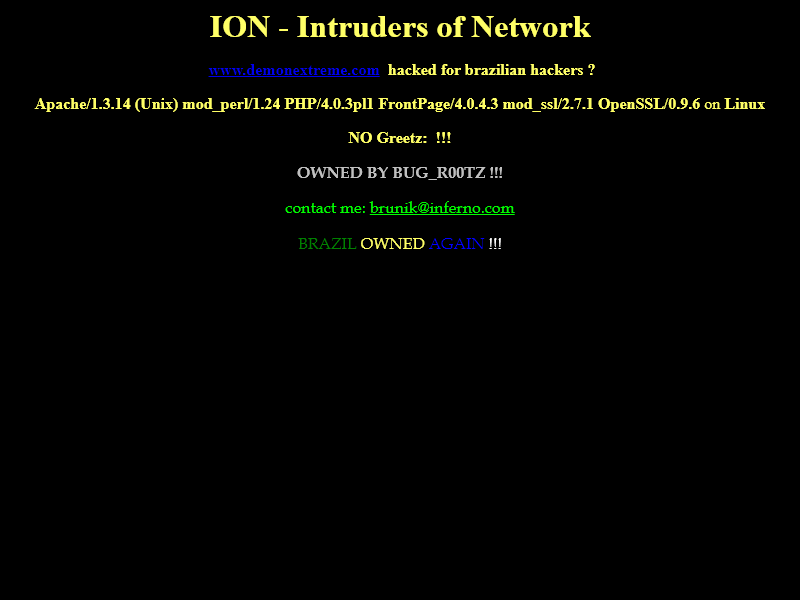 ION - Intruders of Network
www.demonextreme.com hacked for brazilian hackers ?
Apache/1.3.14 (Unix) mod_perl/1.24 PHP/4.0.3pl1 FrontPage/4.0.4.3 mod_ssl/2.7.1 OpenSSL/0.9.6 on Linux
NO Greetz: !!!
OWNED BY BUG_R00TZ !!!
contact me: brunik@inferno.com
BRAZIL OWNED AGAIN !!!